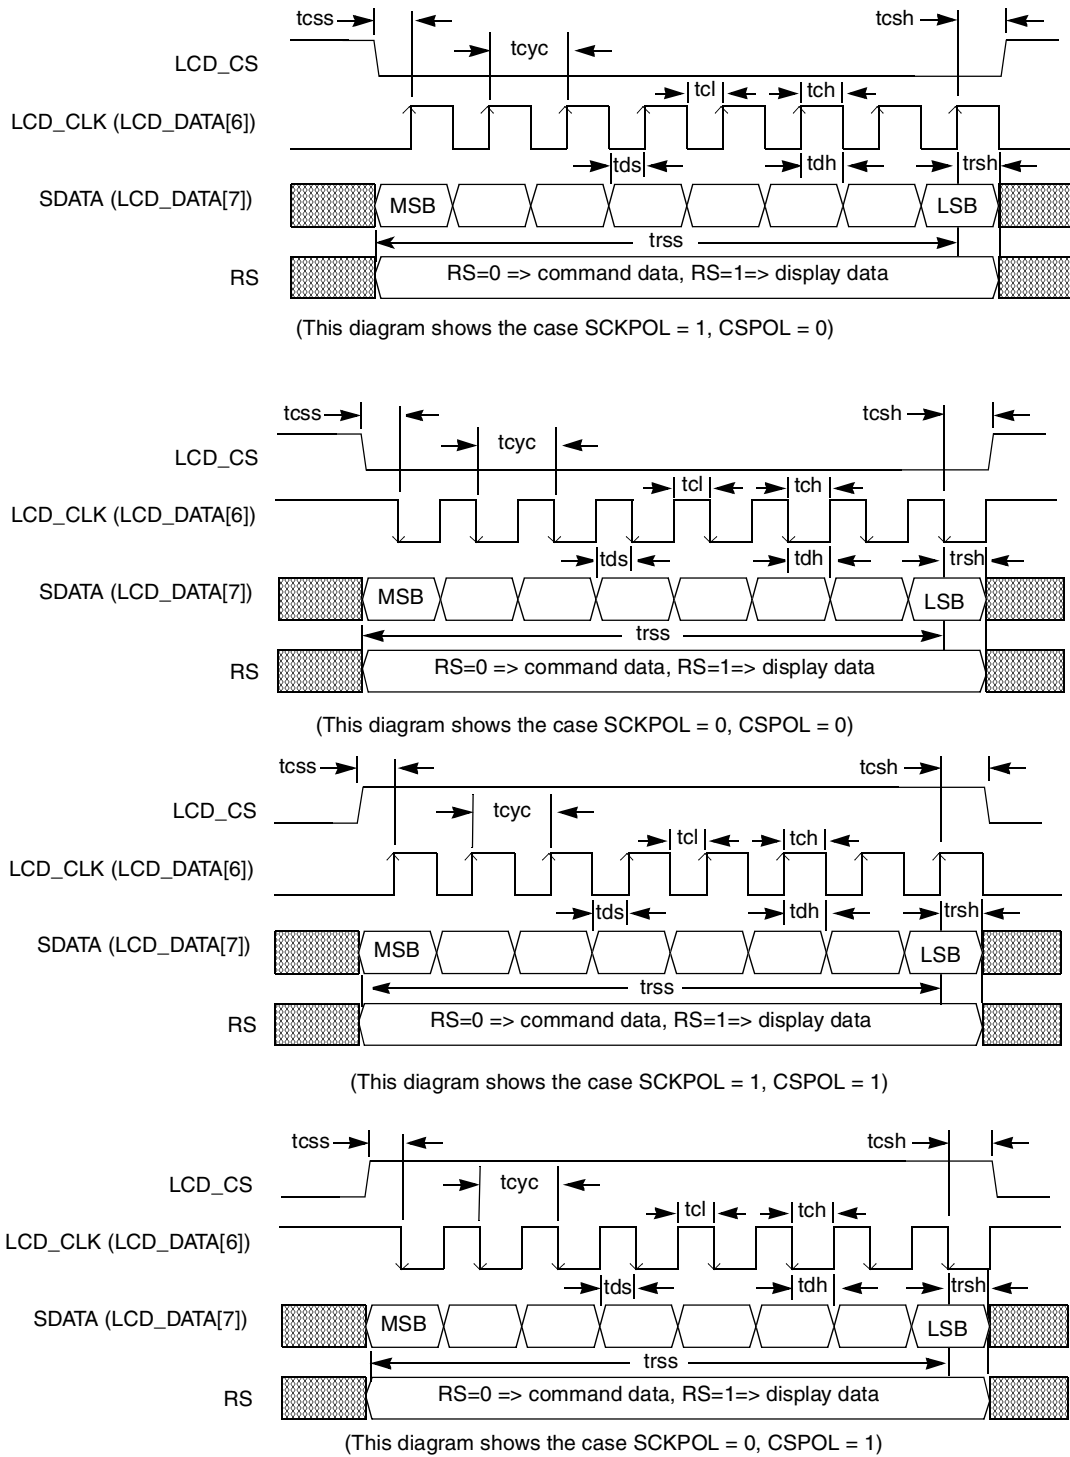 tcss
tcsh
tcyc
LCD_CS
tcl
tch
LCD_CLK (LCD_DATA[6])
tds
tdh
trsh
SDATA (LCD_DATA[7])
MSB
LSB
trss
RS
RS=0 => command data, RS=1=> display data
(This diagram shows the case SCKPOL = 1, CSPOL = 0)
tcss
tcsh
tcyc
LCD_CS
tcl
tch
LCD_CLK (LCD_DATA[6])
tds
tdh
trsh
SDATA (LCD_DATA[7])
MSB
LSB
trss
RS
RS=0 => command data, RS=1=> display data
(This diagram shows the case SCKPOL = 0, CSPOL = 0)
tcss
tcsh
tcyc
LCD_CS
tcl
tch
LCD_CLK (LCD_DATA[6])
tds
tdh
trsh
SDATA (LCD_DATA[7])
MSB
LSB
trss
RS
RS=0 => command data, RS=1=> display data
(This diagram shows the case SCKPOL = 1, CSPOL = 1)
tcss
tcsh
tcyc
LCD_CS
tcl
tch
LCD_CLK (LCD_DATA[6])
tds
tdh
trsh
SDATA (LCD_DATA[7])
MSB
LSB
trss
RS
RS=0 => command data, RS=1=> display data
(This diagram shows the case SCKPOL = 0, CSPOL = 1)